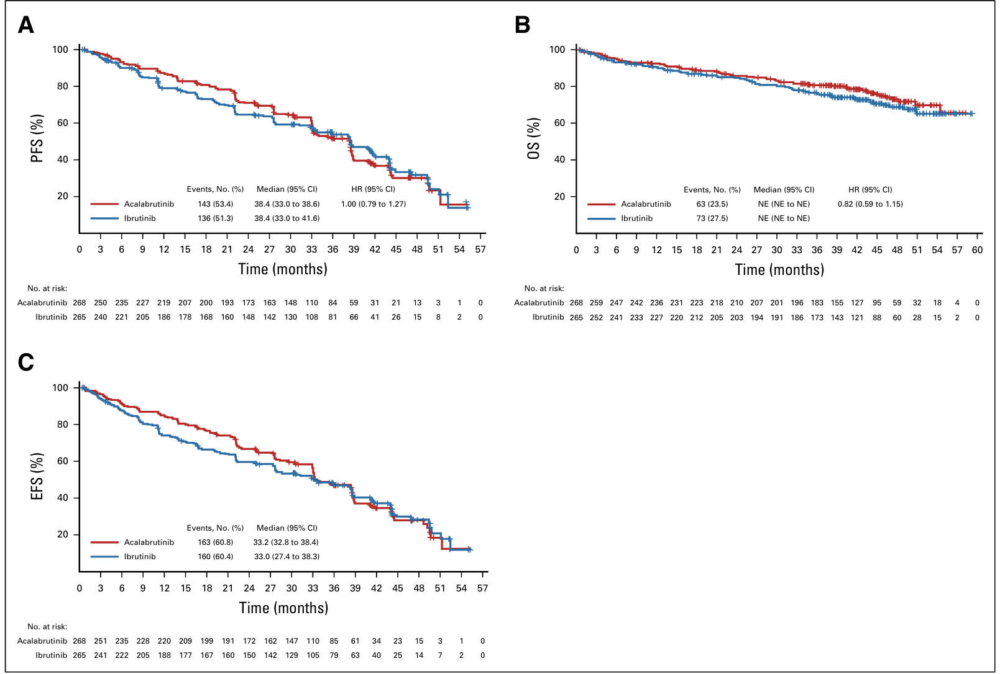 A
100
80
60
40
20
PFS (%)
Events, No. (%) Median (95% CI) HR (95% CI)
Acalabrutinib 143 (53.4) 38.4 (33.0 to 38.6) 1.00 (0.79 to 1.27)
Ibrutinib 136 (51.3) 38.4 (33.0 to 41.6)
0 3 6 9 12 15 18 21 24 27 30 33 36 39 42 45 48 51 54 57
Time (months)
No. at risk:
Acalabrutinib 268 250 235 227 219 207 200 193 173 163 148 110 84 59 31 21 13 3 1 0
Ibrutinib 265 240 221 205 186 178 168 160 148 142 130 108 81 66 41 26 15 8 2 0
B
100
80
60
40
20
OS (%)
Events, No. (%) Median (95% CI) HR (95% CI)
Acalabrutinib 63 (23.5) NE (NE to NE) 0.82 (0.59 to 1.15)
Ibrutinib 73 (27.5) NE (NE to NE)
0 3 6 9 12 15 18 21 24 27 30 33 36 39 42 45 48 51 54 57 60
Time (months)
No. at risk:
Acalabrutinib 268 259 247 242 236 231 223 218 210 207 201 196 183 155 127 95 59 32 18 4 0
Ibrutinib 265 252 241 233 227 220 212 205 203 194 191 186 173 143 121 88 60 28 15 2 0
C
100
80
60
40
20
EFS (%)
Events, No. (%) Median (95% CI)
Acalabrutinib 163 (60.8) 33.2 (32.8 to 38.4)
Ibrutinib 160 (60.4) 33.0 (27.4 to 38.3)
0 3 6 9 12 15 18 21 24 27 30 33 36 39 42 45 48 51 54 57
Time (months)
No. at risk:
Acalabrutinib 268 251 235 228 220 209 199 191 172 162 147 110 85 61 34 23 15 3 1 0
Ibrutinib 265 241 222 205 188 177 167 160 150 142 129 105 79 63 40 25 14 7 2 0